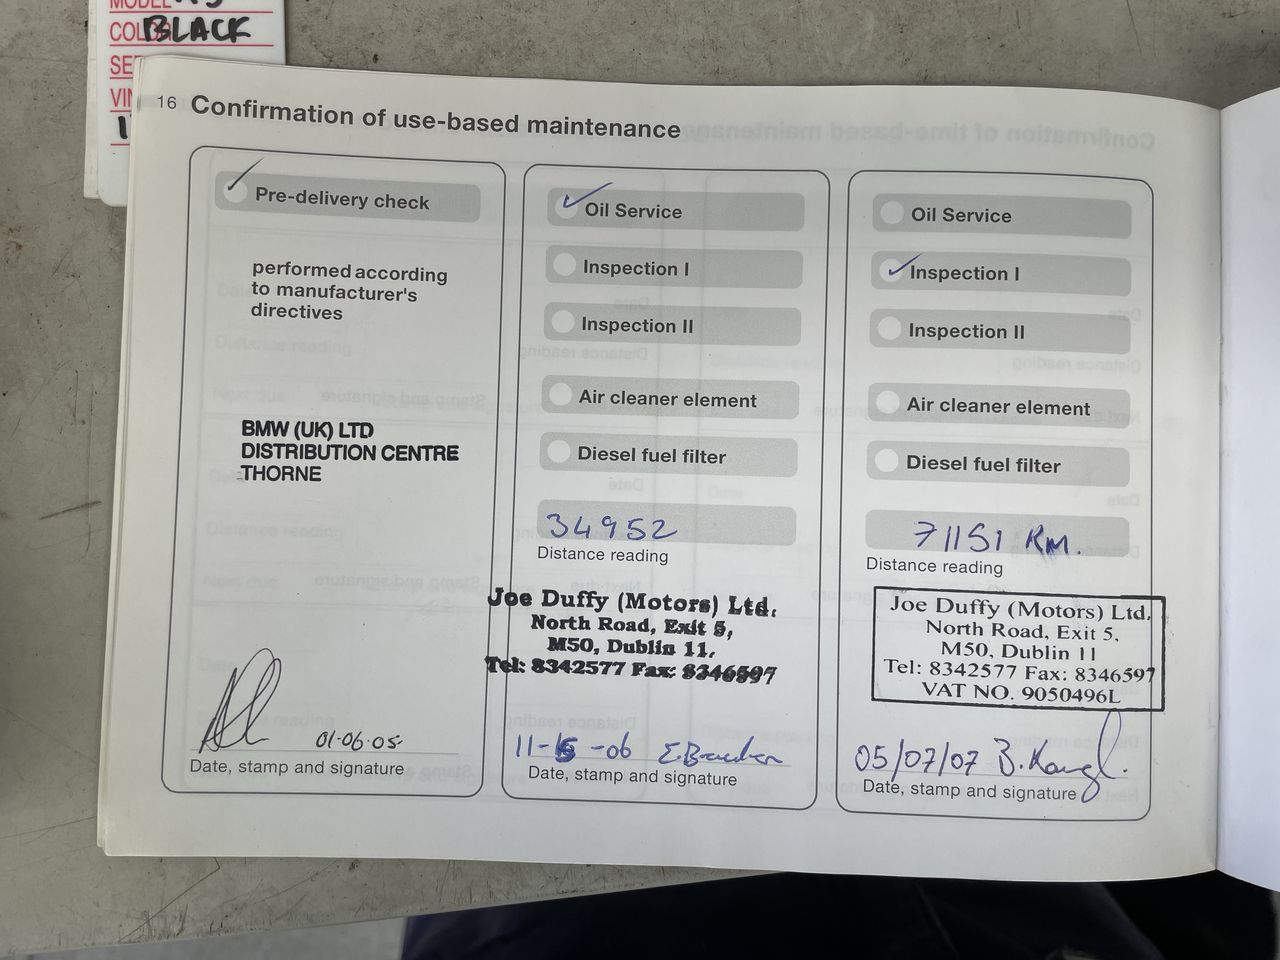 BLACK
16 Confirmation of use-based maintenance
Pre-delivery check
performed according
to manufacturer's
directives
BMW (UK) LTD
DISTRIBUTION CENTRE
THORNE
01·06·05
Date, stamp and signature
Oil Service
Inspection I
Inspection II
Air cleaner element
Diesel fuel filter
34952
Distance reading
Joe Duffy (Motors) Ltd.
North Road, Exit 5,
M50, Dublin 11.
Tel: 8342577 Fax: 8346597
-06
Date, stamp and signature
Oil Service
Inspection I
Inspection II
Air cleaner element
Diesel fuel filter
71151 KM.
Distance reading
Joe Duffy (Motors) Ltd.
North Road, Exit 5,
M50, Dublin 11
Tel: 8342577 Fax: 8346597
VAT NO. 9050496L
05/07/07
Date, stamp and signature